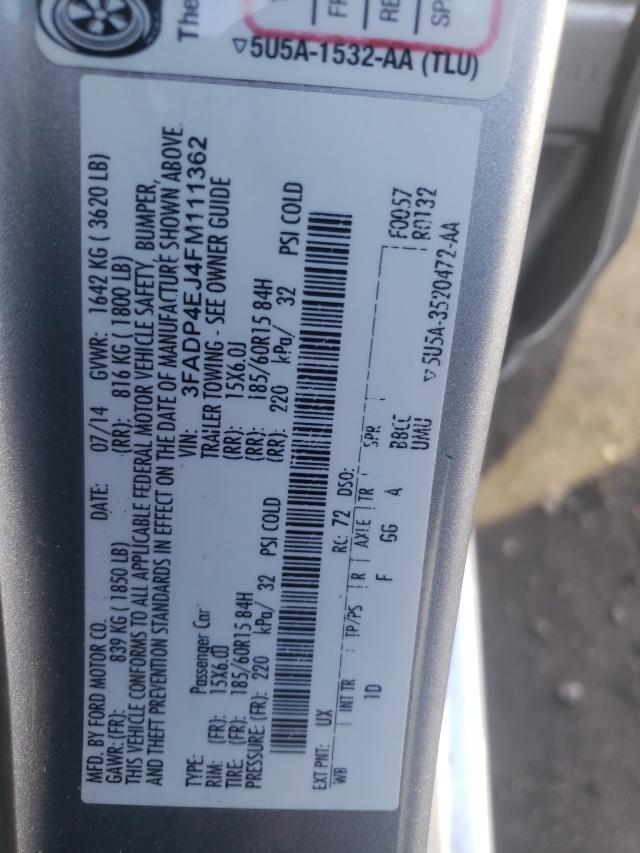 The
FR
RE
SP
▽5U5A-1532-AA (TLU)
MFD. BY FORD MOTOR CO. DATE: 07/14 GVWR: 1642 KG ( 3620 LB)
GAWR: (FR): 839 KG ( 1850 LB) (RR): 816 KG (1800 LB)
THIS VEHICLE CONFORMS TO ALL APPLICABLE FEDERAL MOTOR VEHICLE SAFETY, BUMPER,
AND THEFT PREVENTION STANDARDS IN EFFECT ON THE DATE OF MANUFACTURE SHOWN ABOVE.
VIN: 3FADP4EJ4FM111362
TYPE: Passenger Car TRAILER TOWING - SEE OWNER GUIDE
RIM: (FR): 15X6.0J (RR): 15X6.0J
TIRE: (FR): 185/60R15 84H (RR): 185/60R15 84H
PRESSURE: (FR): 220 kPa/ 32 PSI COLD (RR): 220 kPa/ 32 PSI COLD
EXT PNT: UX RC: 72 DSO: F0057
WB INT TR TP/PS R AXLE TR SPR R0132
1D F GG A BBCC
UMU
▽5U5A-3520472-AA